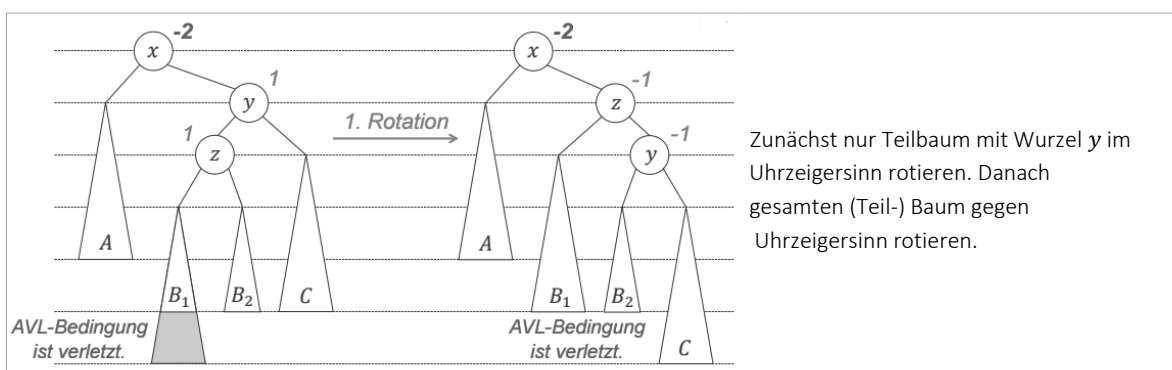 -2
x
1
y
1
z
A
B1
B2
C
AVL-Bedingung
ist verletzt.
1. Rotation
-2
x
-1
z
-1
y
A
B1
B2
C
AVL-Bedingung
ist verletzt.
Zunächst nur Teilbaum mit Wurzel y im
Uhrzeigersinn rotieren. Danach
gesamten (Teil-) Baum gegen
Uhrzeigersinn rotieren.